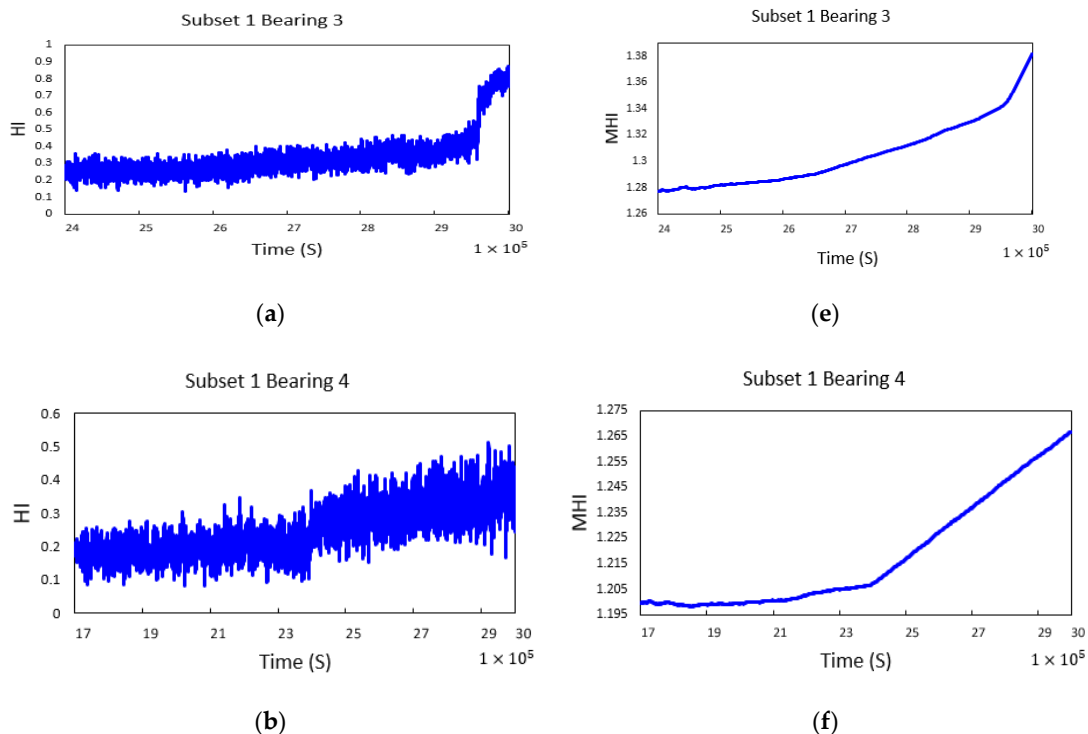 Subset 1 Bearing 3
HI
1
0.9
0.8
0.7
0.6
0.5
0.4
0.3
0.2
0.1
0
24 25 26 27 28 29 30
Time (S)
1 × 10⁵
(a)
Subset 1 Bearing 3
MHI
1.38
1.36
1.34
1.32
1.3
1.28
1.26
24 25 26 27 28 29 30
Time (S)
1 × 10⁵
(e)
Subset 1 Bearing 4
HI
0.6
0.5
0.4
0.3
0.2
0.1
0
17 19 21 23 25 27 29 30
Time (S)
1 × 10⁵
(b)
Subset 1 Bearing 4
MHI
1.275
1.265
1.255
1.245
1.235
1.225
1.215
1.205
1.195
17 19 21 23 25 27 29 30
Time (S)
1 × 10⁵
(f)